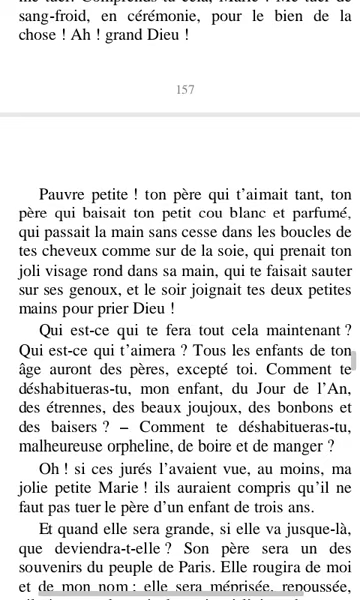 sang-froid, en cérémonie, pour le bien de la
chose ! Ah ! grand Dieu !
157
Pauvre petite ! ton père qui t’aimait tant, ton
père qui baisait ton petit cou blanc et parfumé,
qui passait la main sans cesse dans les boucles de
tes cheveux comme sur de la soie, qui prenait ton
joli visage rond dans sa main, qui te faisait sauter
sur ses genoux, et le soir joignait tes deux petites
mains pour prier Dieu !
Qui est-ce qui te fera tout cela maintenant ?
Qui est-ce qui t’aimera ? Tous les enfants de ton
âge auront des pères, excepté toi. Comment te
déshabitueras-tu, mon enfant, du Jour de l’An,
des étrennes, des beaux joujoux, des bonbons et
des baisers ? – Comment te déshabitueras-tu,
malheureuse orpheline, de boire et de manger ?
Oh ! si ces jurés l’avaient vue, au moins, ma
jolie petite Marie ! ils auraient compris qu’il ne
faut pas tuer le père d’un enfant de trois ans.
Et quand elle sera grande, si elle va jusque-là,
que deviendra-t-elle ? Son père sera un des
souvenirs du peuple de Paris. Elle rougira de moi
et de mon nom ; elle sera méprisée, repoussée,